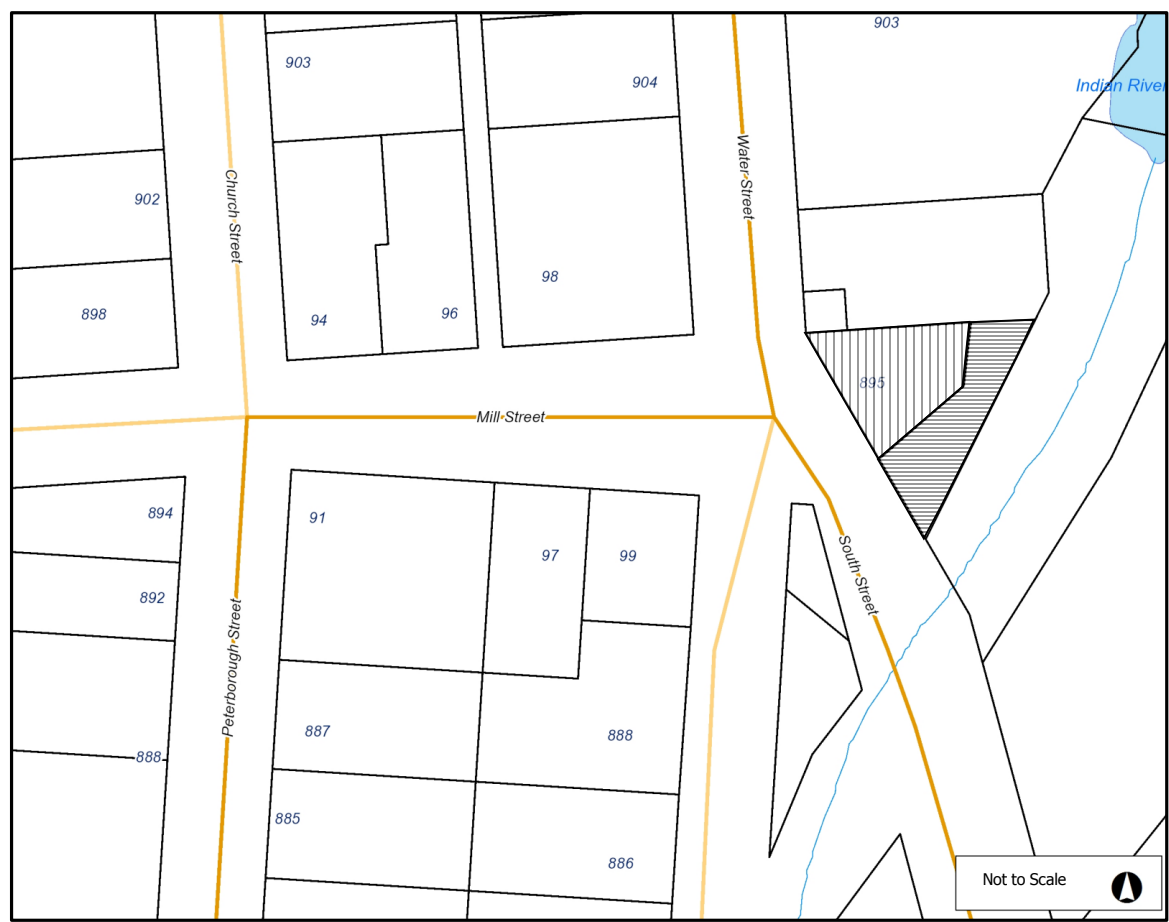 903
903
904
Indian River
Water Street
Church Street
902
98
898
94
96
895
Mill Street
894
91
97
99
South Street
892
Peterborough Street
887
888
888
885
886
Not to Scale